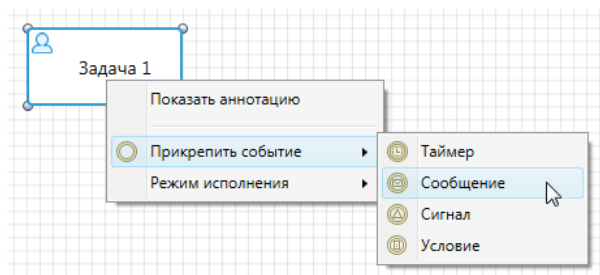 Задача 1
Показать аннотацию
Прикрепить событие
Режим исполнения
Таймер
Сообщение
Сигнал
Условие